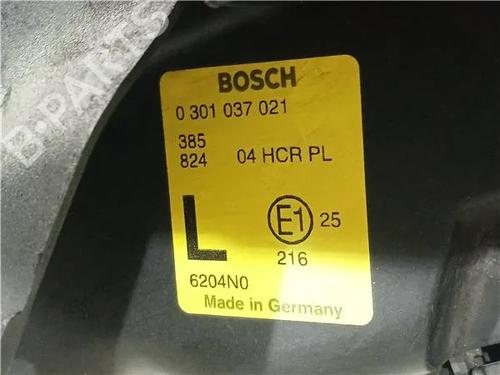 B-PARTS
BOSCH
0 301 037 021
385
824 04 HCR PL
L E1 25
216
6204N0
Made in Germany